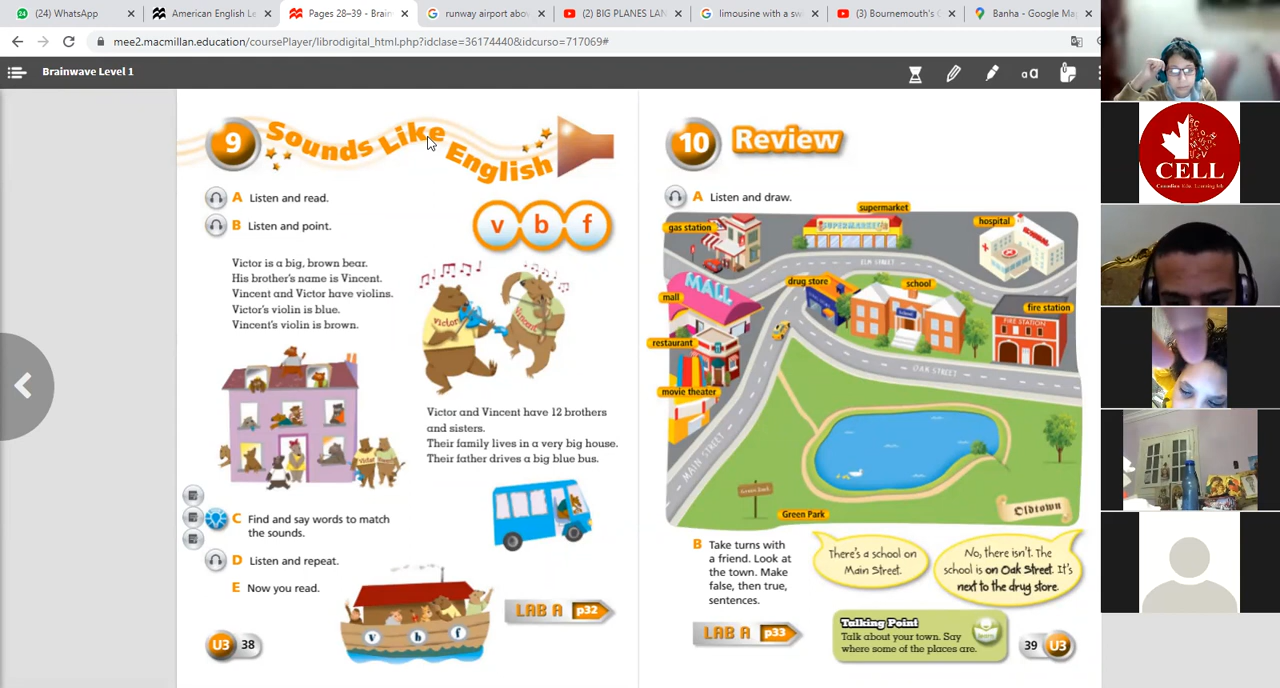 (24) WhatsApp
American English Le
Pages 28–39 - Brain
runway airport abo
(2) BIG PLANES LAN
limousine with a sw
Bournemouth's
Banha - Google Ma
mee2.macmillan.education/coursePlayer/librodigital_html.php?idclase=36174440&idcurso=717069#
Brainwave Level 1
9 Sounds Like English
A Listen and read.
B Listen and point.
v b f
Victor is a big, brown bear.
His brother's name is Vincent.
Vincent and Victor have violins.
Victor's violin is blue.
Vincent's violin is brown.
Victor
Vincent
Victor and Vincent have 12 brothers
and sisters.
Their family lives in a very big house.
Their father drives a big blue bus.
Victor
C Find and say words to match
the sounds.
D Listen and repeat.
E Now you read.
v b f
LAB A p32
U3 38
10 Review
A Listen and draw.
supermarket
gas station
SUPERMARKET
hospital
ELM STREET
drug store
school
mall
MALL
School
fire station
FIRE STATION
restaurant
OAK STREET
movie theater
MAIN STREET
Green Park
Green Park
Oldtown
B Take turns with
a friend. Look at
the town. Make
false, then true,
sentences.
There's a school on
Main Street.
No, there isn't. The
school is on Oak Street. It's
next to the drug store.
LAB A p33
Talking Point
Talk about your town. Say
where some of the places are.
39 U3
CELL